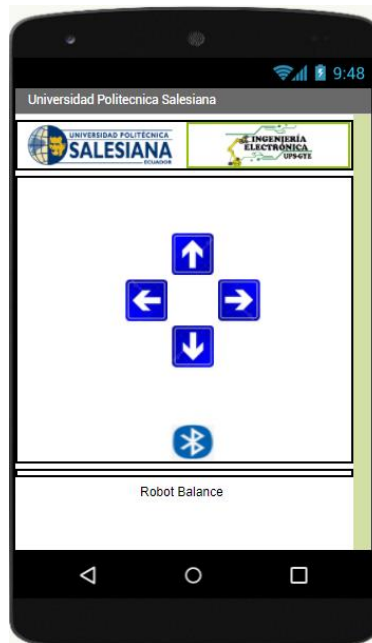 9:48
Universidad Politecnica Salesiana
UNIVERSIDAD POLITÉCNICA
SALESIANA
ECUADOR
INGENIERÍA
ELECTRÓNICA
UPS-GYE
Robot Balance